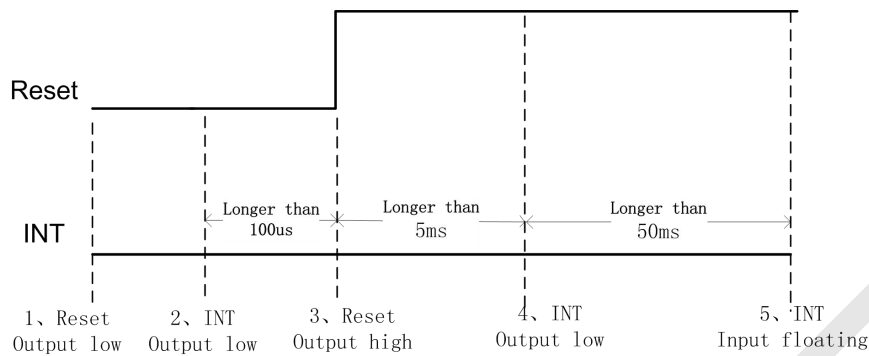 Reset
Longer than
100us
Longer than
5ms
Longer than
50ms
INT
1、Reset
Output low
2、INT
Output low
3、Reset
Output high
4、INT
Output low
5、INT
Input floating